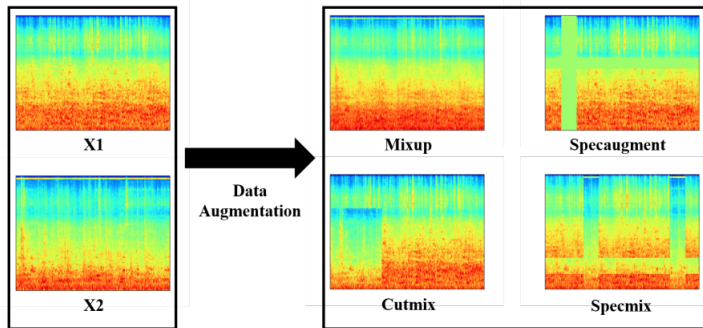 X1
X2
Data
Augmentation
Mixup
Specaugment
Cutmix
Specmix